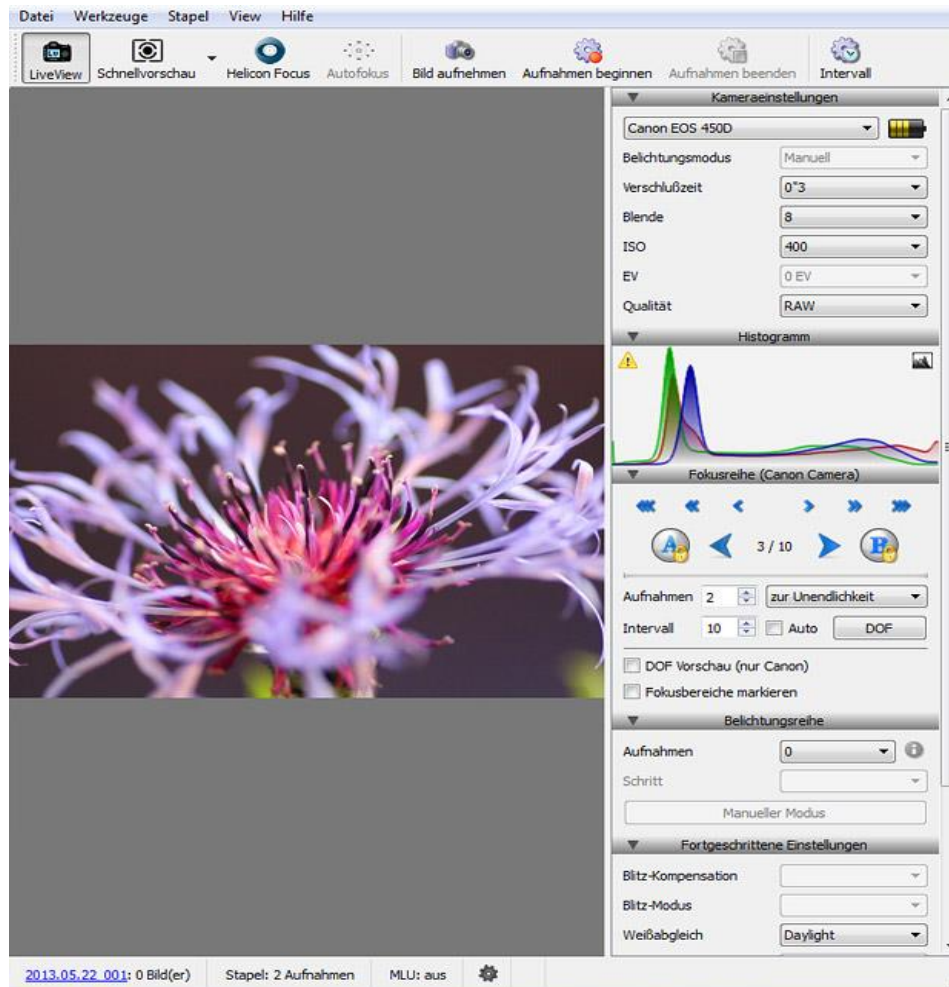 Datei Werkzeuge Stapel View Hilfe
LiveView Schnellvorschau Helicon Focus Autofokus Bild aufnehmen Aufnahmen beginnen Aufnahmen beenden Intervall
Kameraeinstellungen
Canon EOS 450D
Belichtungsmodus Manuell
Verschlußzeit 0"3
Blende 8
ISO 400
EV 0 EV
Qualität RAW
Histogramm
Fokusreihe (Canon Camera)
A 3 / 10 B
Aufnahmen 2 zur Unendlichkeit
Intervall 10 Auto DOF
DOF Vorschau (nur Canon)
Fokusbereiche markieren
Belichtungsreihe
Aufnahmen 0
Schritt
Manueller Modus
Fortgeschrittene Einstellungen
Blitz-Kompensation
Blitz-Modus
Weißabgleich Daylight
2013.05.22_001: 0 Bild(er) Stapel: 2 Aufnahmen MLU: aus